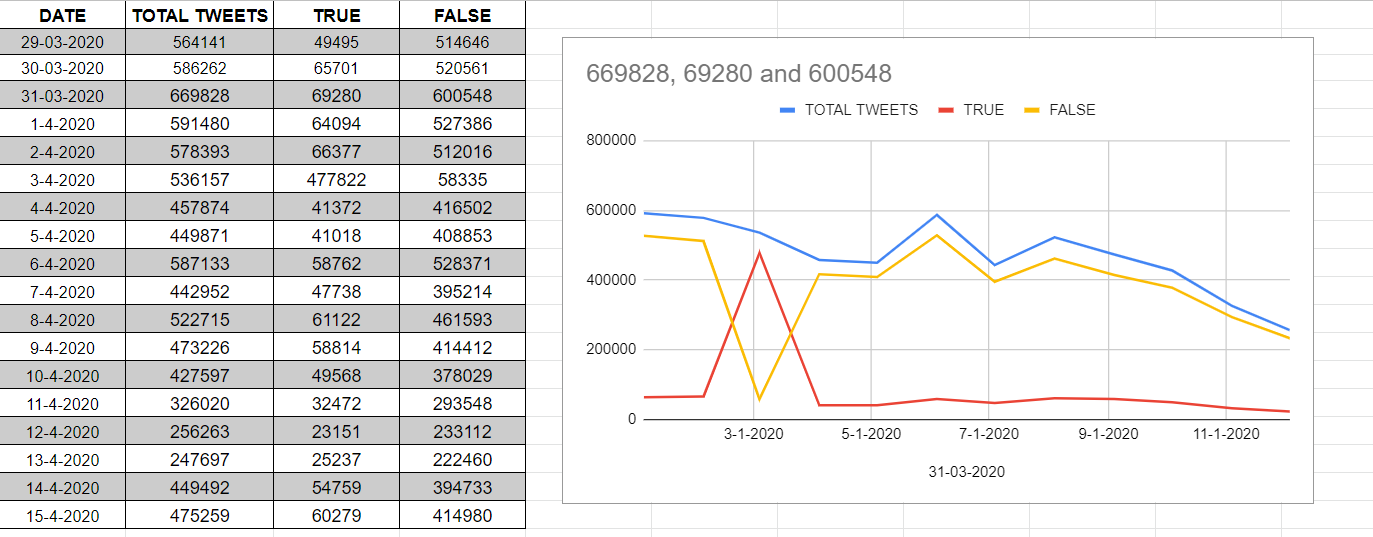 DATE TOTAL TWEETS TRUE FALSE
29-03-2020 564141 49495 514646
30-03-2020 586262 65701 520561
31-03-2020 669828 69280 600548
1-4-2020 591480 64094 527386
2-4-2020 578393 66377 512016
3-4-2020 536157 477822 58335
4-4-2020 457874 41372 416502
5-4-2020 449871 41018 408853
6-4-2020 587133 58762 528371
7-4-2020 442952 47738 395214
8-4-2020 522715 61122 461593
9-4-2020 473226 58814 414412
10-4-2020 427597 49568 378029
11-4-2020 326020 32472 293548
12-4-2020 256263 23151 233112
13-4-2020 247697 25237 222460
14-4-2020 449492 54759 394733
15-4-2020 475259 60279 414980
669828, 69280 and 600548
TOTAL TWEETS TRUE FALSE
800000
600000
400000
200000
0
3-1-2020 5-1-2020 7-1-2020 9-1-2020 11-1-2020
31-03-2020